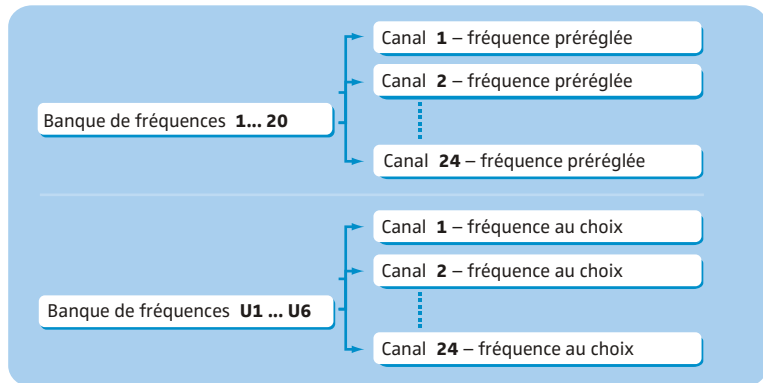 Canal 1 – fréquence préréglée
Canal 2 – fréquence préréglée
Banque de fréquences 1... 20
Canal 24 – fréquence préréglée
Canal 1 – fréquence au choix
Canal 2 – fréquence au choix
Banque de fréquences U1 ... U6
Canal 24 – fréquence au choix